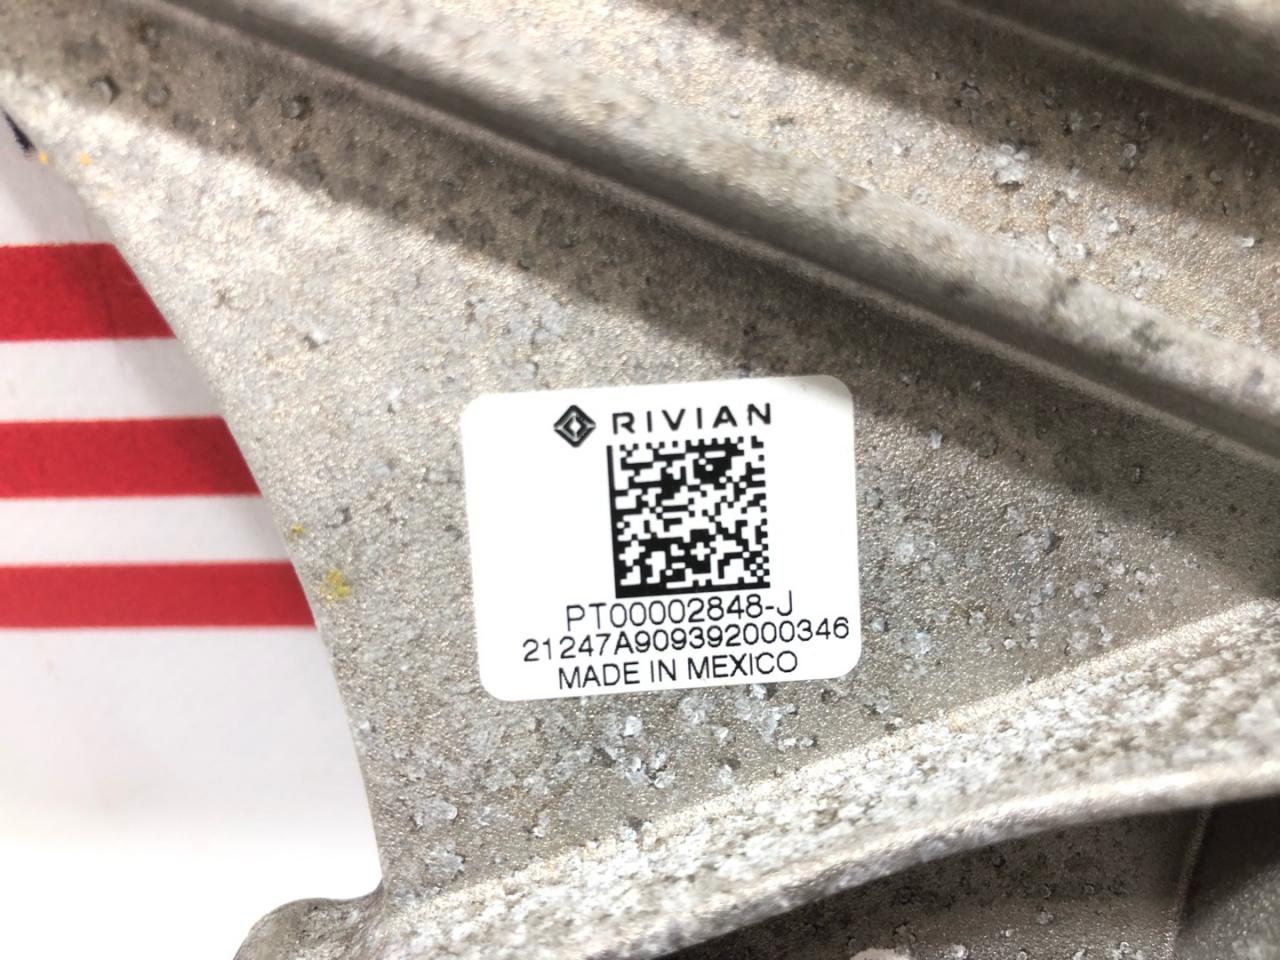 RIVIAN
PT00002848-J
21247A909392000346
MADE IN MEXICO